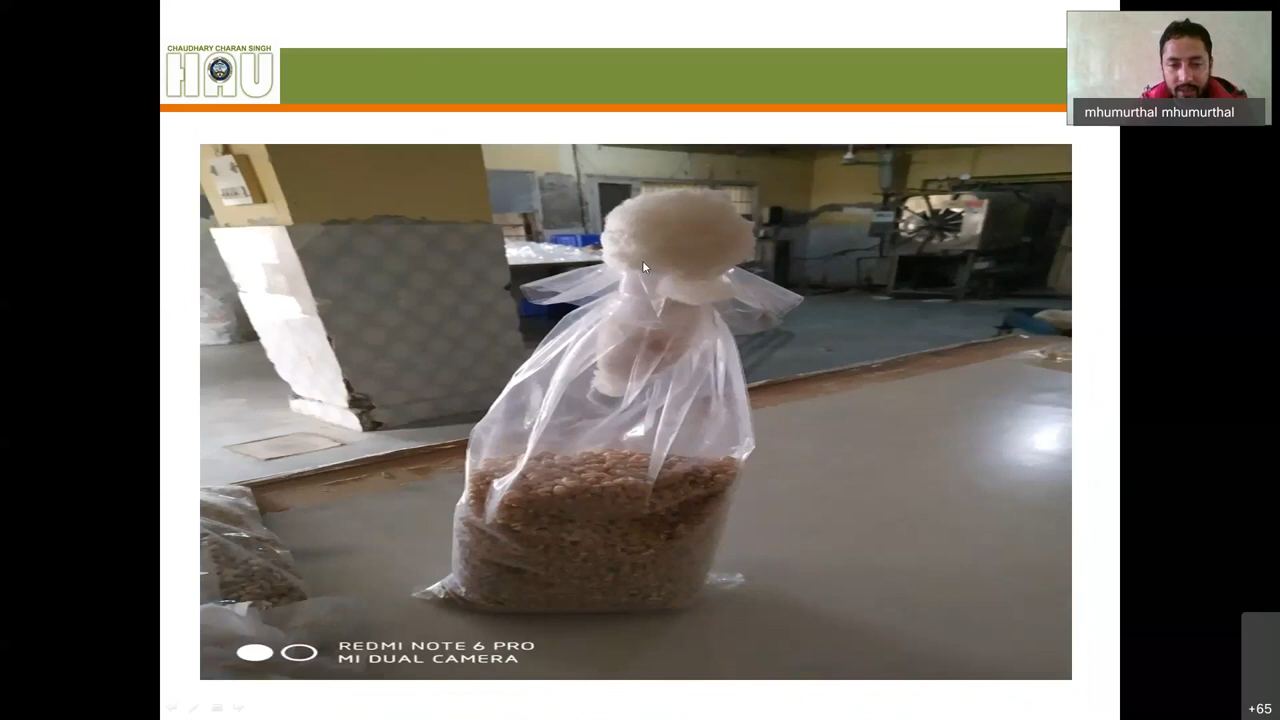 CHAUDHARY CHARAN SINGH
HAU
mhumurthal mhumurthal
REDMI NOTE 6 PRO
MI DUAL CAMERA
+65